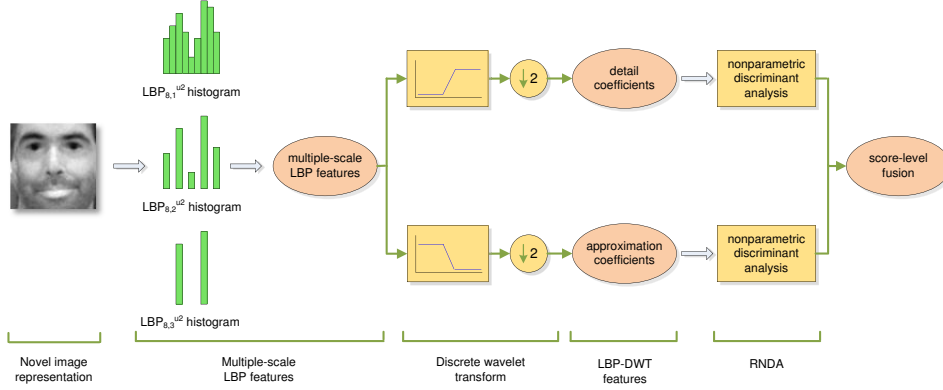 LBP8,1u2 histogram
LBP8,2u2 histogram
LBP8,3u2 histogram
multiple-scale
LBP features
2
detail
coefficients
nonparametric
discriminant
analysis
2
approximation
coefficients
nonparametric
discriminant
analysis
score-level
fusion
Novel image
representation
Multiple-scale
LBP features
Discrete wavelet
transform
LBP-DWT
features
RNDA